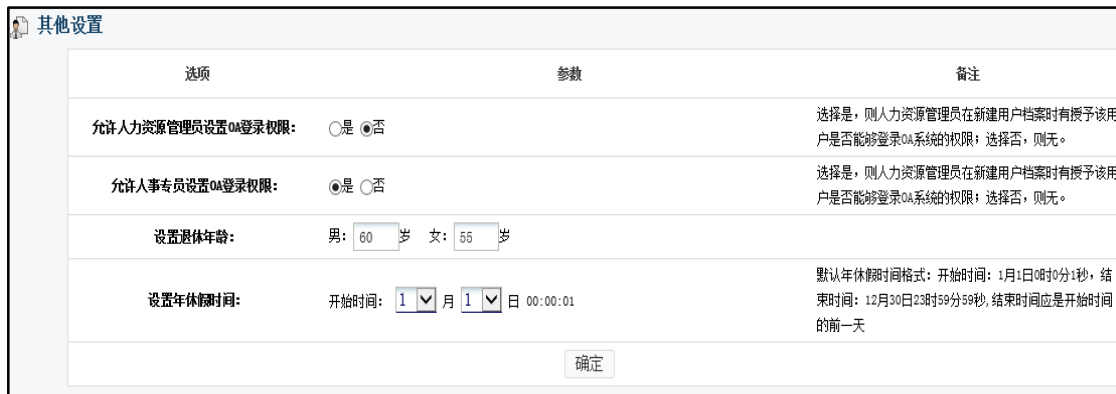 其他设置
选项 参数 备注
允许人力资源管理员设置OA登录权限： 是 否 选择是，则人力资源管理员在新建用户档案时有授予该用
户是否能够登录OA系统的权限；选择否，则无。
允许人事专员设置OA登录权限： 是 否 选择是，则人力资源管理员在新建用户档案时有授予该用
户是否能够登录OA系统的权限；选择否，则无。
设置退休年龄： 男： 60 岁 女： 55 岁
设置年休假时间： 开始时间： 1 月 1 日 00:00:01 默认年休假时间格式：开始时间：1月1日0时0分1秒，结
束时间：12月30日23时59分59秒,结束时间应是开始时间
的前一天
确定